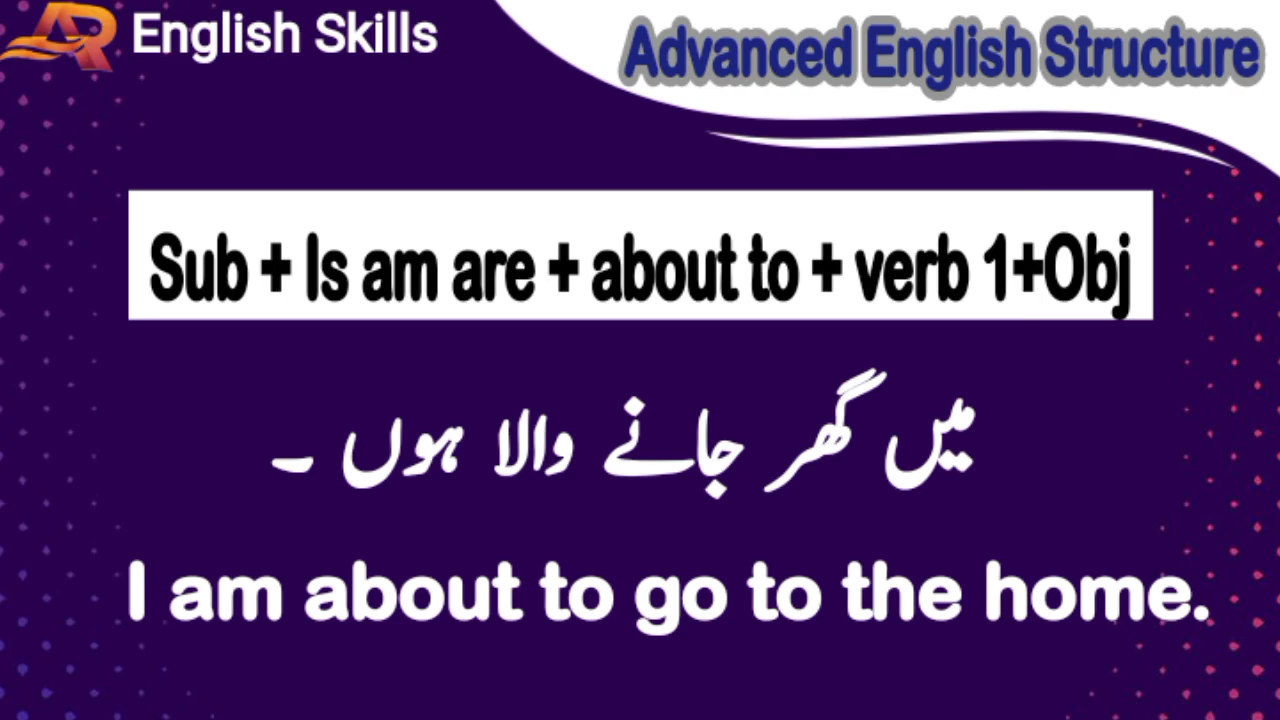 AR English Skills
Advanced English Structure
Sub + Is am are + about to + verb 1+Obj
میں گھر جانے والا ہوں ۔
I am about to go to the home.